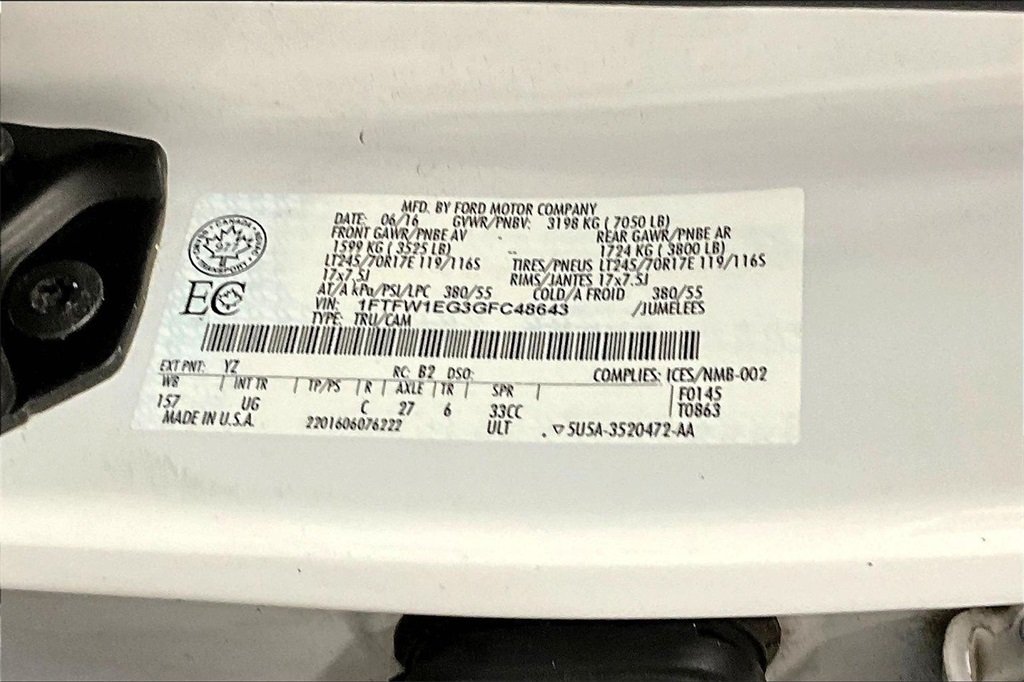 MFD. BY FORD MOTOR COMPANY
DATE: 06/16 GVWR/PNBV: 3198 KG ( 7050 LB)
FRONT GAWR/PNBE AV REAR GAWR/PNBE AR
1599 KG ( 3525 LB) 1724 KG ( 3800 LB)
LT245/70R17E 119/116S TIRES/PNEUS LT245/70R17E 119/116S
17x7.5J RIMS/JANTES 17x7.5J
AT/A kPa/PSI/LPC 380/55 COLD/A FROID 380/55
VIN: 1FTFW1EG3GFC48643 /JUMELEES
TYPE: TRU/CAM
CANADA
TRANSPORT
EC
EXT PNT: YZ RC: B2 DSO: COMPLIES: ICES/NMB-002
WB INT TR TP/PS R AXLE TR SPR F0145
157 UG C 27 6 33CC T0863
MADE IN U.S.A. 2201606076222 ULT 5U5A-3520472-AA